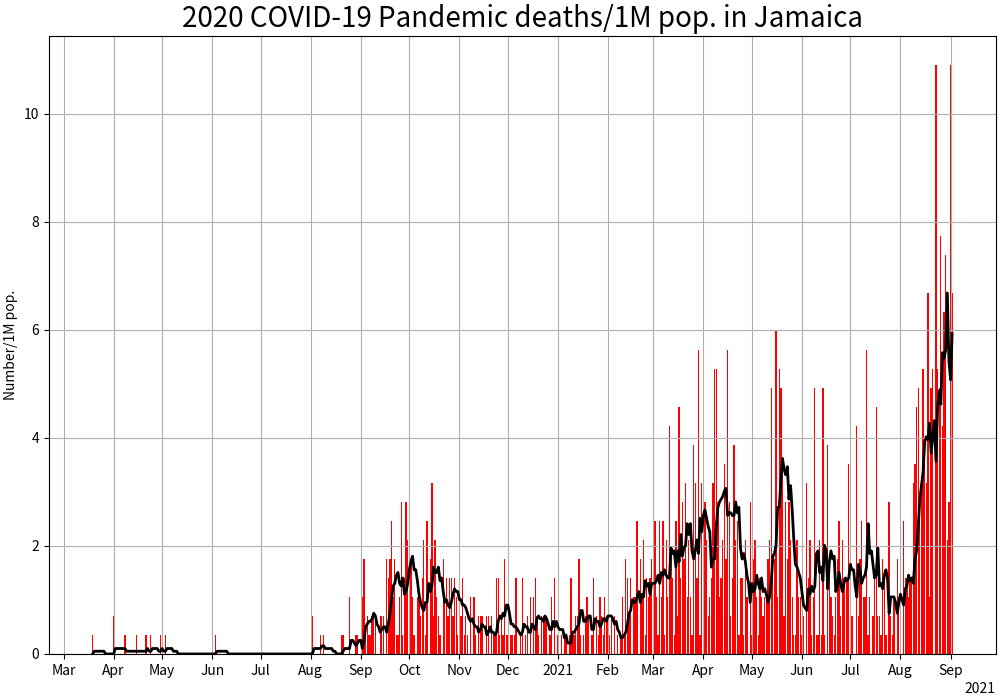 2020 COVID-19 Pandemic deaths/1M pop. in Jamaica
Number/1M pop.
10
8
6
4
2
0
Mar Apr May Jun Jul Aug Sep Oct Nov Dec 2021 Feb Mar Apr May Jun Jul Aug Sep
2021